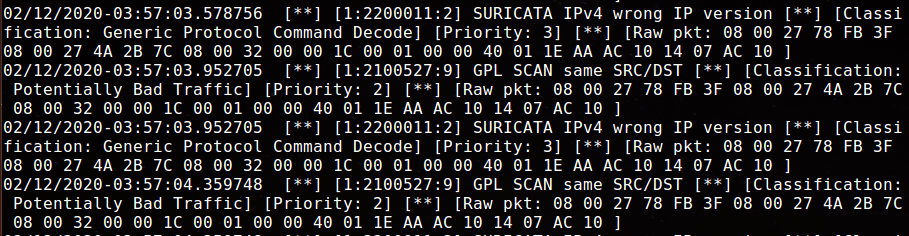 02/12/2020-03:57:03.578756  [**] [1:2200011:2] SURICATA IPv4 wrong IP version [**] [Classi
fication: Generic Protocol Command Decode] [Priority: 3] [**] [Raw pkt: 08 00 27 78 FB 3F
08 00 27 4A 2B 7C 08 00 32 00 00 1C 00 01 00 00 40 01 1E AA AC 10 14 07 AC 10 ]
02/12/2020-03:57:03.952705  [**] [1:2100527:9] GPL SCAN same SRC/DST [**] [Classification:
 Potentially Bad Traffic] [Priority: 2] [**] [Raw pkt: 08 00 27 78 FB 3F 08 00 27 4A 2B 7C
 08 00 32 00 00 1C 00 01 00 00 40 01 1E AA AC 10 14 07 AC 10 ]
02/12/2020-03:57:03.952705  [**] [1:2200011:2] SURICATA IPv4 wrong IP version [**] [Classi
fication: Generic Protocol Command Decode] [Priority: 3] [**] [Raw pkt: 08 00 27 78 FB 3F
08 00 27 4A 2B 7C 08 00 32 00 00 1C 00 01 00 00 40 01 1E AA AC 10 14 07 AC 10 ]
02/12/2020-03:57:04.359748  [**] [1:2100527:9] GPL SCAN same SRC/DST [**] [Classification:
 Potentially Bad Traffic] [Priority: 2] [**] [Raw pkt: 08 00 27 78 FB 3F 08 00 27 4A 2B 7C
 08 00 32 00 00 1C 00 01 00 00 40 01 1E AA AC 10 14 07 AC 10 ]